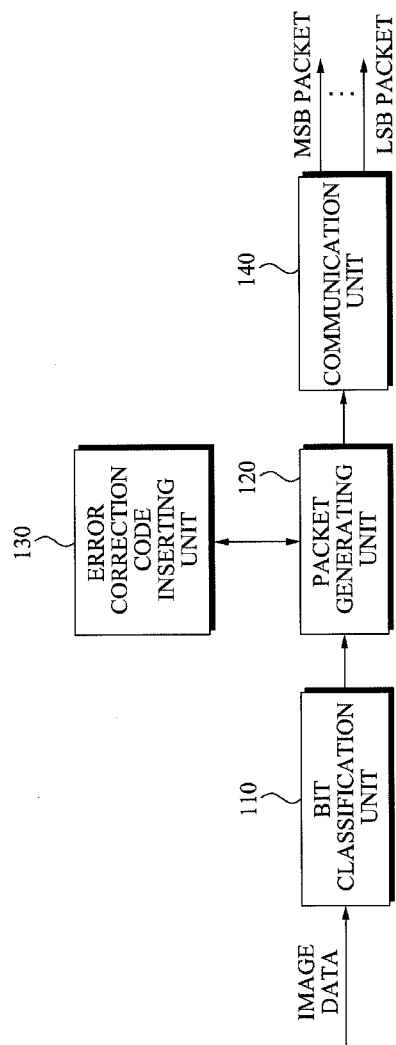 IMAGE
DATA
110
BIT
CLASSIFICATION
UNIT
120
PACKET
GENERATING
UNIT
130
ERROR
CORRECTION
CODE
INSERTING
UNIT
140
COMMUNICATION
UNIT
MSB PACKET
...
LSB PACKET